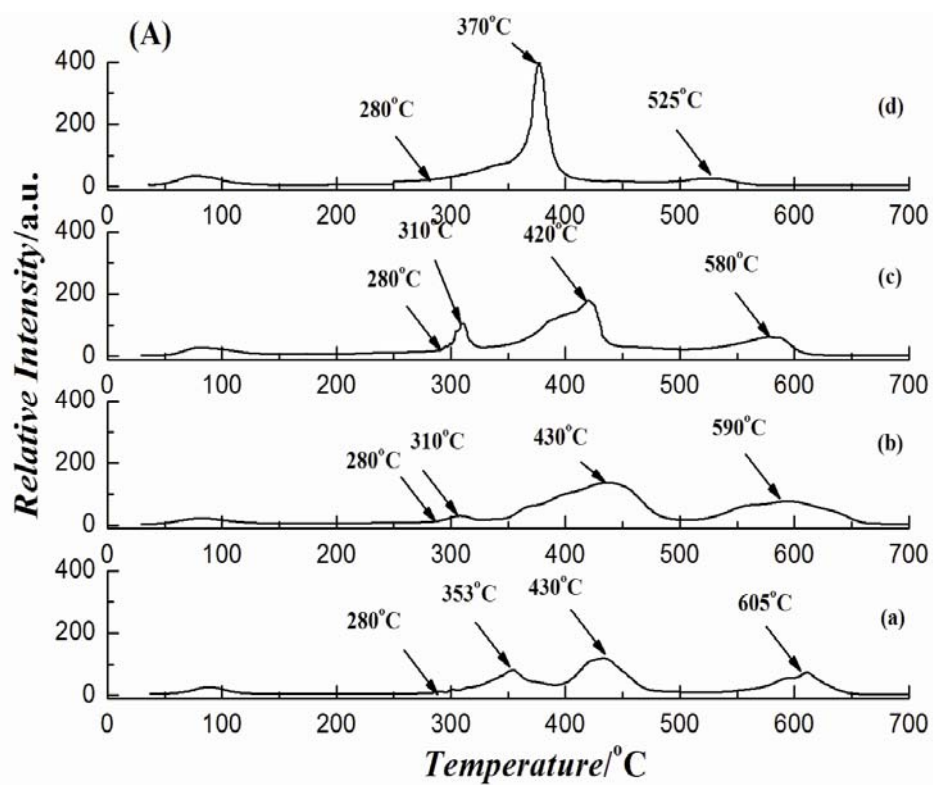 (A)
370°C
400
280°C
525°C
(d)
200
0
0 100 200 300 400 500 600 700
400
310°C
420°C
280°C
580°C
(c)
200
0
0 100 200 300 400 500 600 700
400
280°C
310°C
430°C
590°C
(b)
200
0
0 100 200 300 400 500 600 700
400
280°C
353°C
430°C
605°C
(a)
200
0
0 100 200 300 400 500 600 700
Relative Intensity/a.u.
Temperature/°C